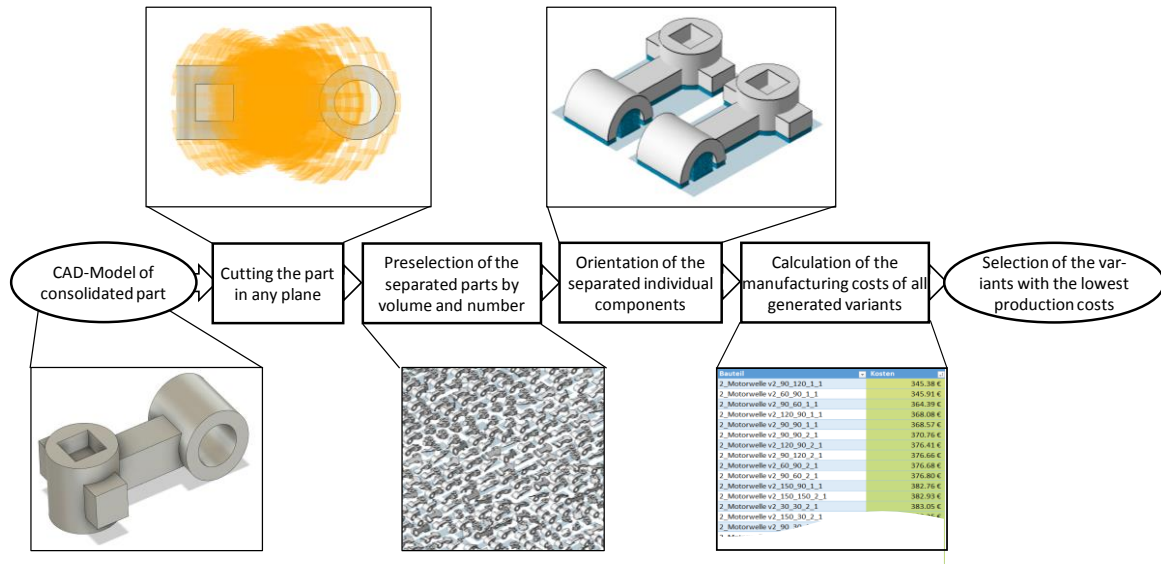 CAD-Model of
consolidated part
Cutting the part
in any plane
Preselection of the
separated parts by
volume and number
Orientation of the
separated individual
components
Calculation of the
manufacturing costs of all
generated variants
Selection of the var-
iants with the lowest
production costs
Bauteil Kosten
2_Motorwelle v2_90_120_1_1 345.38 €
2_Motorwelle v2_60_90_1_1 345.91 €
2_Motorwelle v2_90_60_1_1 364.39 €
2_Motorwelle v2_120_90_1_1 368.08 €
2_Motorwelle v2_90_90_1_1 368.57 €
2_Motorwelle v2_90_90_2_1 370.76 €
2_Motorwelle v2_120_90_2_1 376.41 €
2_Motorwelle v2_90_120_2_1 376.66 €
2_Motorwelle v2_60_90_2_1 376.68 €
2_Motorwelle v2_90_60_2_1 376.80 €
2_Motorwelle v2_150_90_1_1 382.76 €
2_Motorwelle v2_150_150_2_1 382.93 €
2_Motorwelle v2_30_30_2_1 383.05 €
2_Motorwelle v2_150_30_2_1
2_Motorwelle